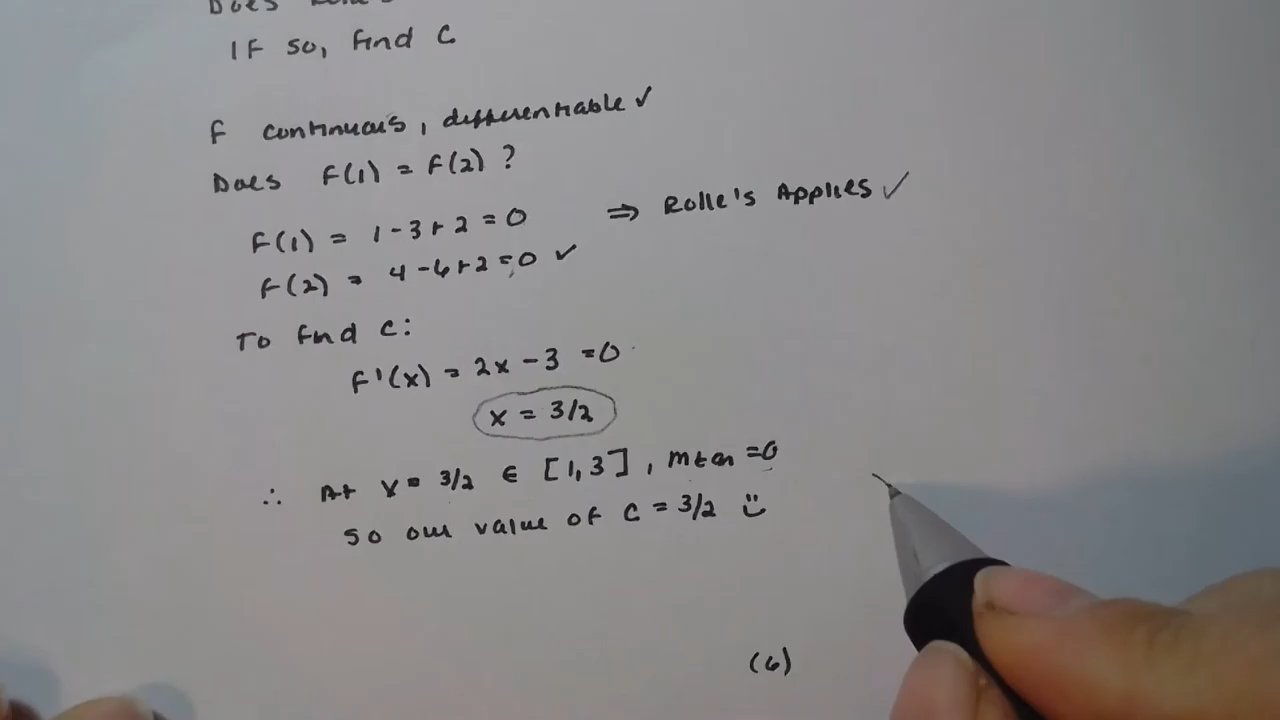 Does
If so, find c
F continuous, differentiable ✓
Does F(1) = F(2) ?
F(1) = 1 - 3 + 2 = 0 ⇒ Rolle's Applies ✓
F(2) = 4 - 6 + 2 = 0 ✓
To find c:
F'(x) = 2x - 3 = 0
x = 3/2
∴ At x = 3/2 ∈ [1,3], mtan = 0
so our value of c = 3/2 ☺
(6)